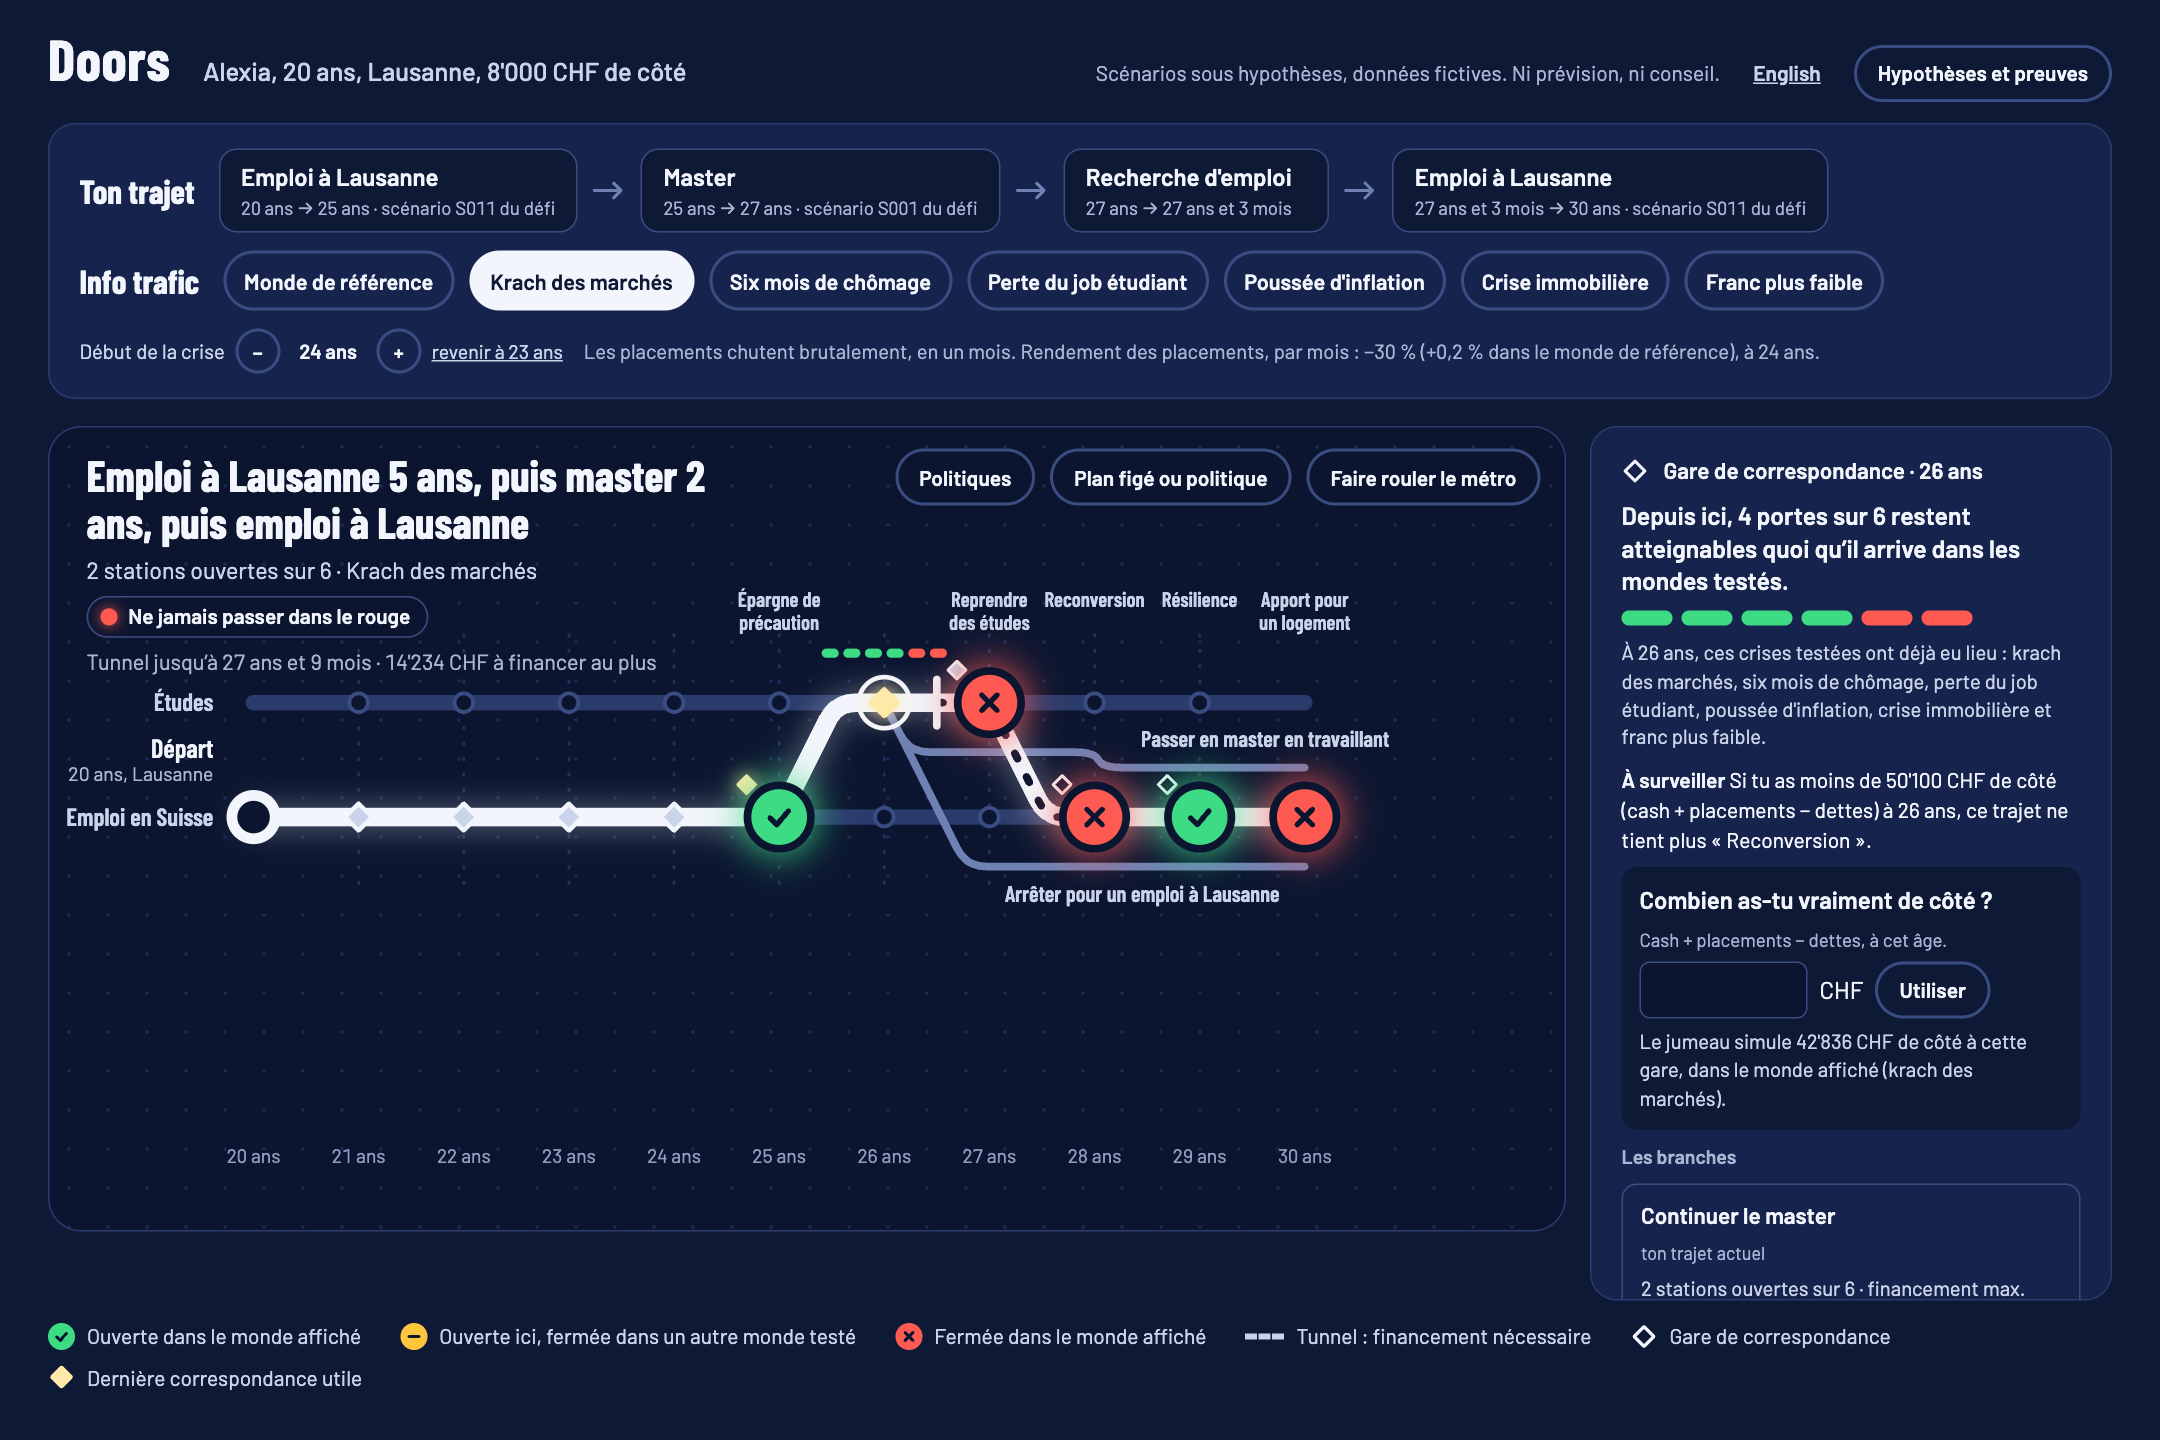 Doors
Alexia, 20 ans, Lausanne, 8'000 CHF de côté
Scénarios sous hypothèses, données fictives. Ni prévision, ni conseil.
English
Hypothèses et preuves
Ton trajet
Emploi à Lausanne
20 ans → 25 ans · scénario S011 du défi
→
Master
25 ans → 27 ans · scénario S001 du défi
→
Recherche d'emploi
27 ans → 27 ans et 3 mois
→
Emploi à Lausanne
27 ans et 3 mois → 30 ans · scénario S011 du défi
Info trafic
Monde de référence
Krach des marchés
Six mois de chômage
Perte du job étudiant
Poussée d'inflation
Crise immobilière
Franc plus faible
Début de la crise
–
24 ans
+
revenir à 23 ans
Les placements chutent brutalement, en un mois. Rendement des placements, par mois : −30 % (+0,2 % dans le monde de référence), à 24 ans.
Emploi à Lausanne 5 ans, puis master 2
ans, puis emploi à Lausanne
Politiques
Plan figé ou politique
Faire rouler le métro
2 stations ouvertes sur 6 · Krach des marchés
Ne jamais passer dans le rouge
Tunnel jusqu’à 27 ans et 9 mois · 14'234 CHF à financer au plus
Épargne de
précaution
Reprendre
des études
Reconversion
Résilience
Apport pour
un logement
Études
Départ
20 ans, Lausanne
Emploi en Suisse
Passer en master en travaillant
Arrêter pour un emploi à Lausanne
20 ans
21 ans
22 ans
23 ans
24 ans
25 ans
26 ans
27 ans
28 ans
29 ans
30 ans
Gare de correspondance · 26 ans
Depuis ici, 4 portes sur 6 restent
atteignables quoi qu’il arrive dans les
mondes testés.
À 26 ans, ces crises testées ont déjà eu lieu : krach
des marchés, six mois de chômage, perte du job
étudiant, poussée d'inflation, crise immobilière et
franc plus faible.
À surveiller Si tu as moins de 50'100 CHF de côté
(cash + placements − dettes) à 26 ans, ce trajet ne
tient plus « Reconversion ».
Combien as-tu vraiment de côté ?
Cash + placements − dettes, à cet âge.
CHF
Utiliser
Le jumeau simule 42'836 CHF de côté à cette
gare, dans le monde affiché (krach des
marchés).
Les branches
Continuer le master
ton trajet actuel
2 stations ouvertes sur 6 · financement max.
Ouverte dans le monde affiché
Ouverte ici, fermée dans un autre monde testé
Fermée dans le monde affiché
Tunnel : financement nécessaire
Gare de correspondance
Dernière correspondance utile